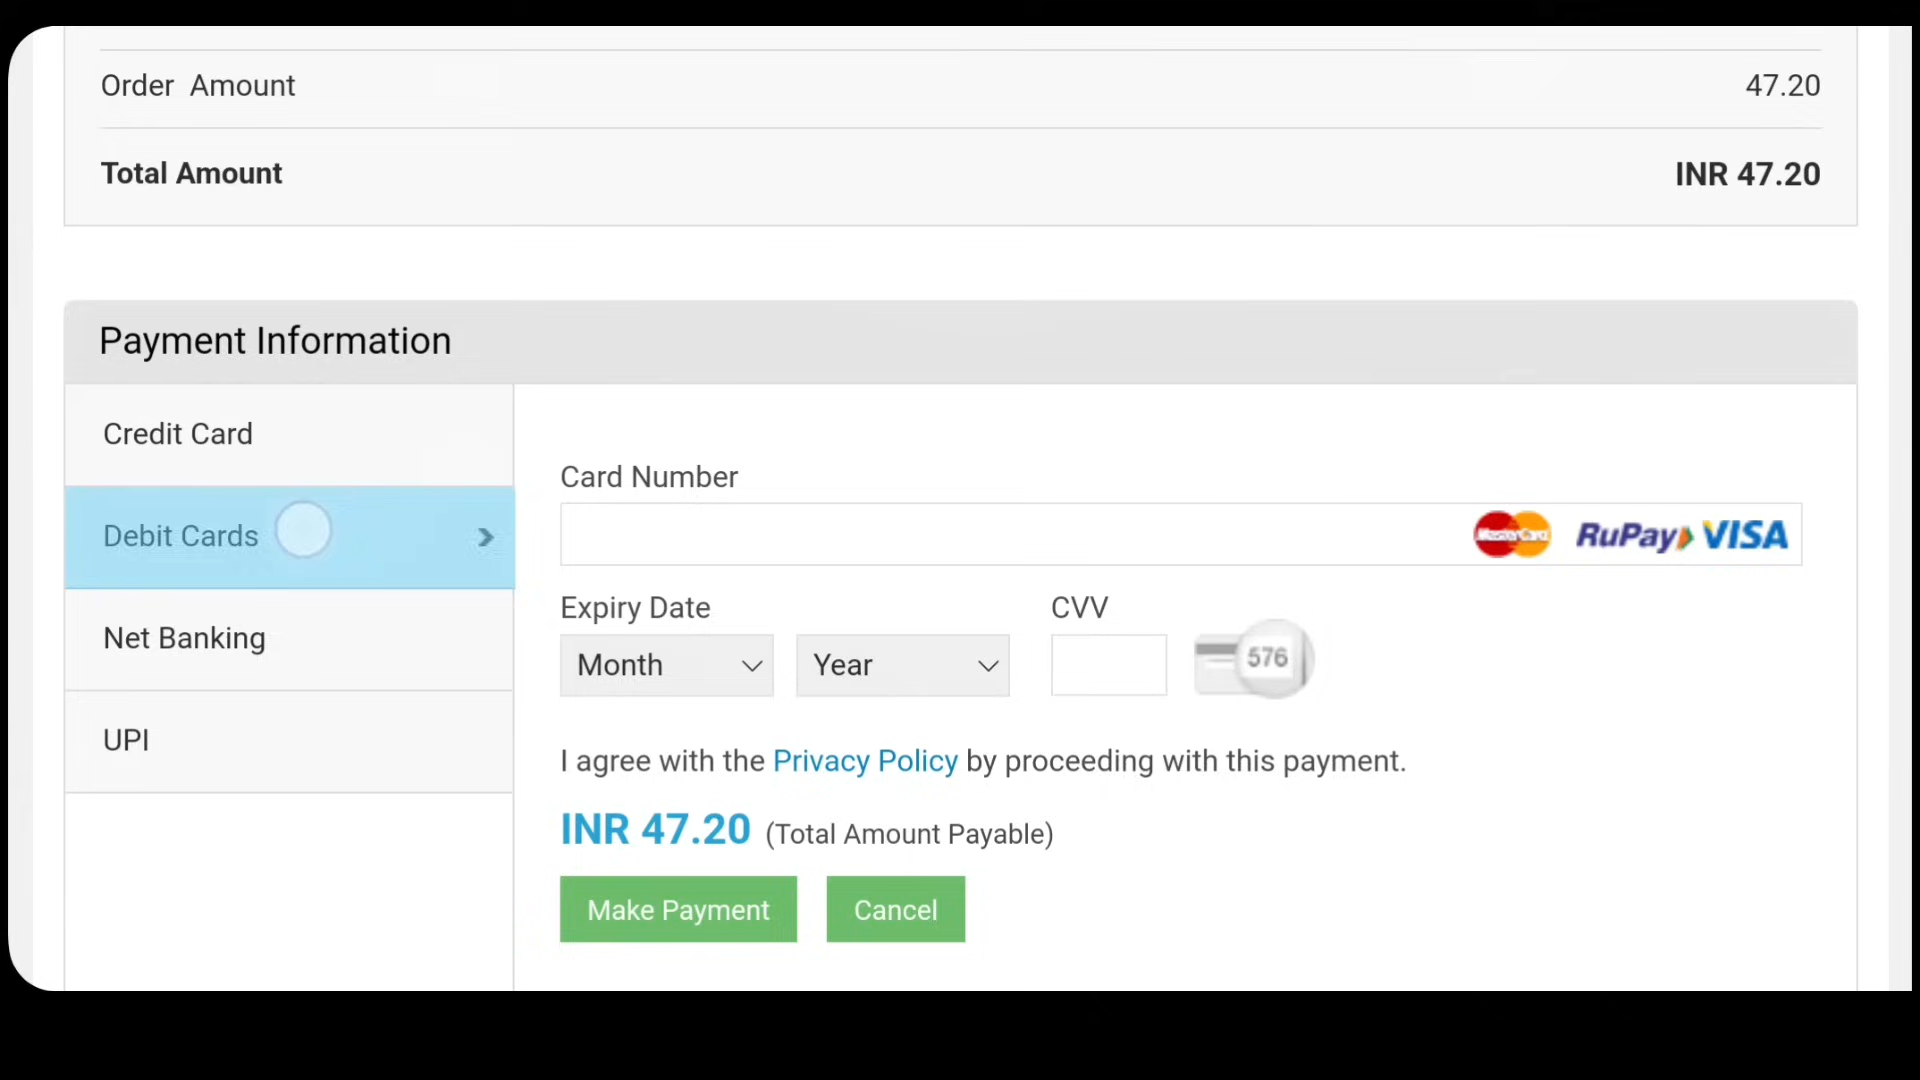 Order Amount 47.20
Total Amount INR 47.20
Payment Information
Credit Card
Debit Cards
Net Banking
UPI
Card Number
MasterCard RuPay VISA
Expiry Date CVV
Month Year 576
I agree with the Privacy Policy by proceeding with this payment.
INR 47.20 (Total Amount Payable)
Make Payment Cancel